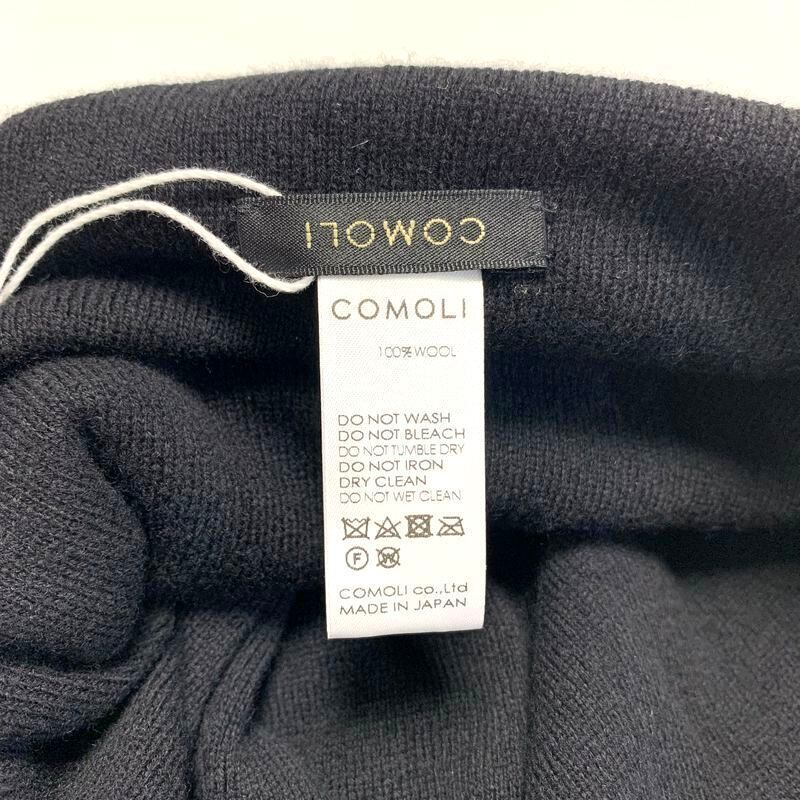 COMOLI
COMOLI
100% WOOL
DO NOT WASH
DO NOT BLEACH
DO NOT TUMBLE DRY
DO NOT IRON
DRY CLEAN
DO NOT WET CLEAN
F W
COMOLI co.,Ltd
MADE IN JAPAN